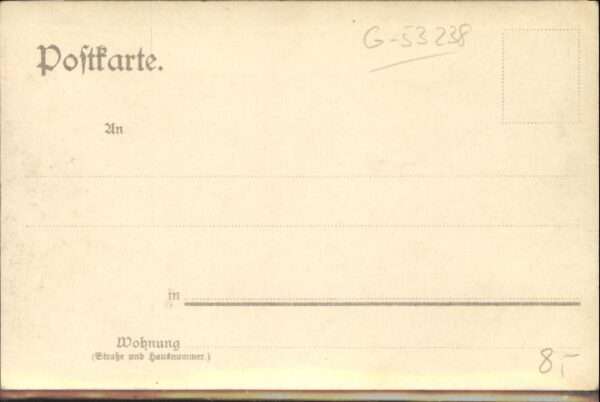 G-53238
Postkarte.
An
in
Wohnung
(Straße und Hausnummer.)
8,-